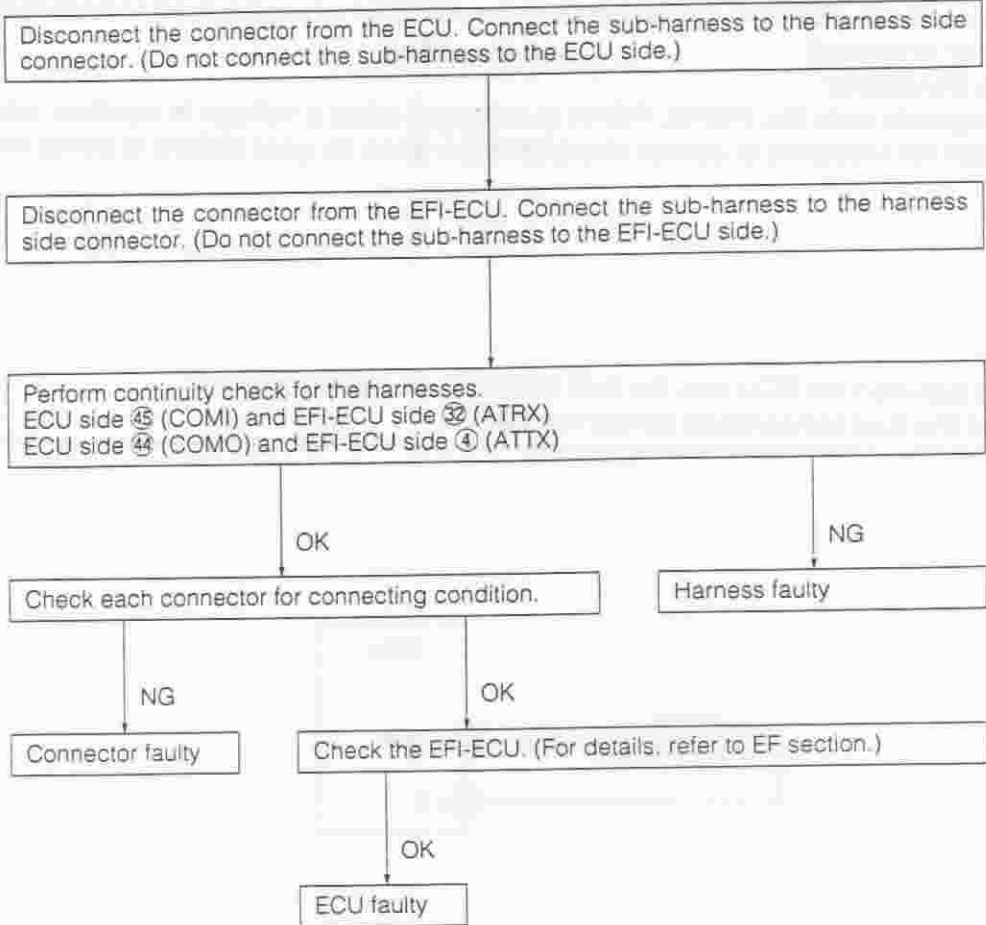 Disconnect the connector from the ECU. Connect the sub-harness to the harness side
connector. (Do not connect the sub-harness to the ECU side.)
Disconnect the connector from the EFI-ECU. Connect the sub-harness to the harness
side connector. (Do not connect the sub-harness to the EFI-ECU side.)
Perform continuity check for the harnesses.
ECU side ㊺ (COMI) and EFI-ECU side ㉜ (ATRX)
ECU side ㊹ (COMO) and EFI-ECU side ④ (ATTX)
OK
NG
Check each connector for connecting condition.
Harness faulty
NG
OK
Connector faulty
Check the EFI-ECU. (For details, refer to EF section.)
OK
ECU faulty